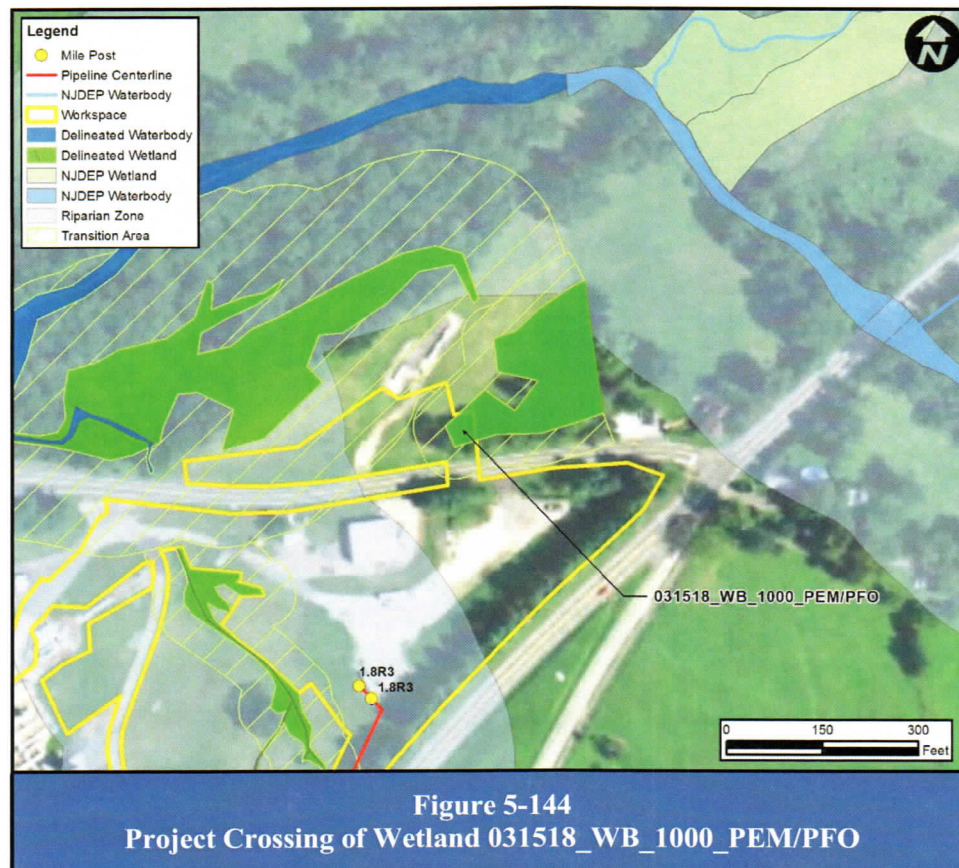 Legend
Mile Post
Pipeline Centerline
NJDEP Waterbody
Workspace
Delineated Waterbody
Delineated Wetland
NJDEP Wetland
NJDEP Waterbody
Riparian Zone
Transition Area
N
031518_WB_1000_PEM/PFO
1.8R3
1.8R3
0 150 300
Feet
Figure 5-144
Project Crossing of Wetland 031518_WB_1000_PEM/PFO